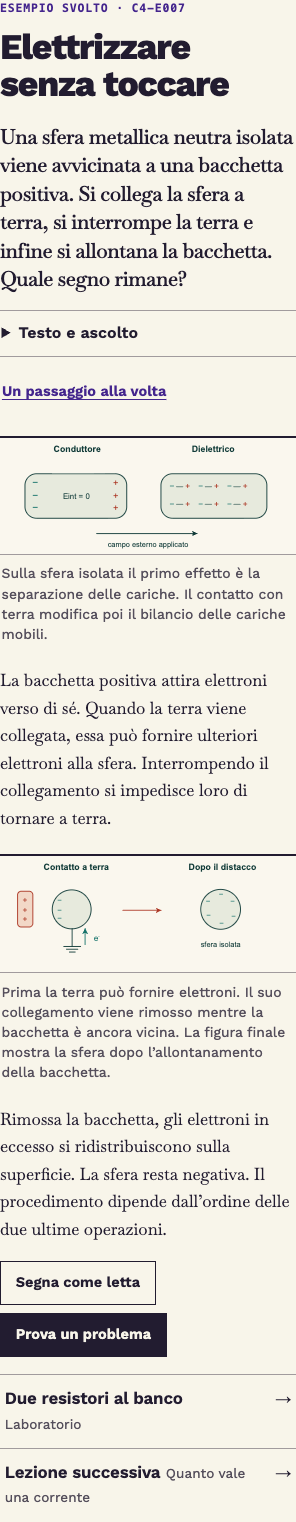 ESEMPIO SVOLTO · C4-E007
Elettrizzare
senza toccare
Una sfera metallica neutra isolata
viene avvicinata a una bacchetta
positiva. Si collega la sfera a
terra, si interrompe la terra e
infine si allontana la bacchetta.
Quale segno rimane?
▶ Testo e ascolto
Un passaggio alla volta
Conduttore Dielettrico
− + − + − + − +
− Eint = 0 +
− + − + − + − +
campo esterno applicato
Sulla sfera isolata il primo effetto è la
separazione delle cariche. Il contatto con
terra modifica poi il bilancio delle cariche
mobili.
La bacchetta positiva attira elettroni
verso di sé. Quando la terra viene
collegata, essa può fornire ulteriori
elettroni alla sfera. Interrompendo il
collegamento si impedisce loro di
tornare a terra.
Contatto a terra Dopo il distacco
e⁻ sfera isolata
Prima la terra può fornire elettroni. Il suo
collegamento viene rimosso mentre la
bacchetta è ancora vicina. La figura finale
mostra la sfera dopo l'allontanamento
della bacchetta.
Rimossa la bacchetta, gli elettroni in
eccesso si ridistribuiscono sulla
superficie. La sfera resta negativa. Il
procedimento dipende dall'ordine delle
due ultime operazioni.
Segna come letta
Prova un problema
Due resistori al banco →
Laboratorio
Lezione successiva Quanto vale →
una corrente